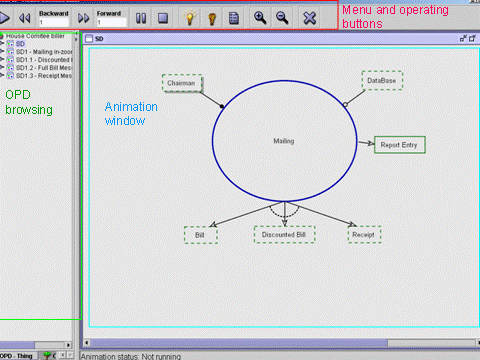 Backward
Forward
1
1
Menu and operating
buttons
House Comitee biller
SD
SD1 - Mailing in-zoom
SD1.1 - Discounted
SD1.2 - Full Bill Mes
SD1.3 - Receipt Mes
OPD
browsing
SD
Animation
window
Chairman
DataBase
Mailing
Report Entry
Bill
Discounted Bill
Receipt
OPD - Thing
Animation status. Not running